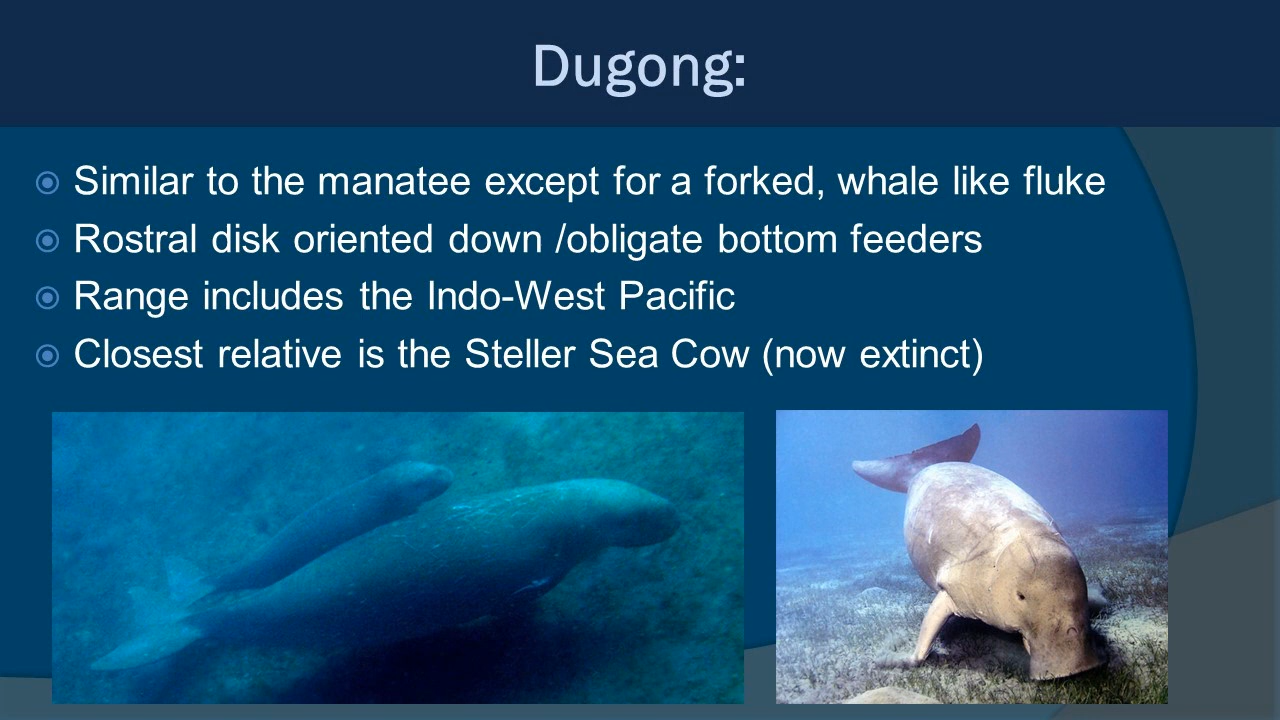 Dugong:
Similar to the manatee except for a forked, whale like fluke
Rostral disk oriented down /obligate bottom feeders
Range includes the Indo-West Pacific
Closest relative is the Steller Sea Cow (now extinct)